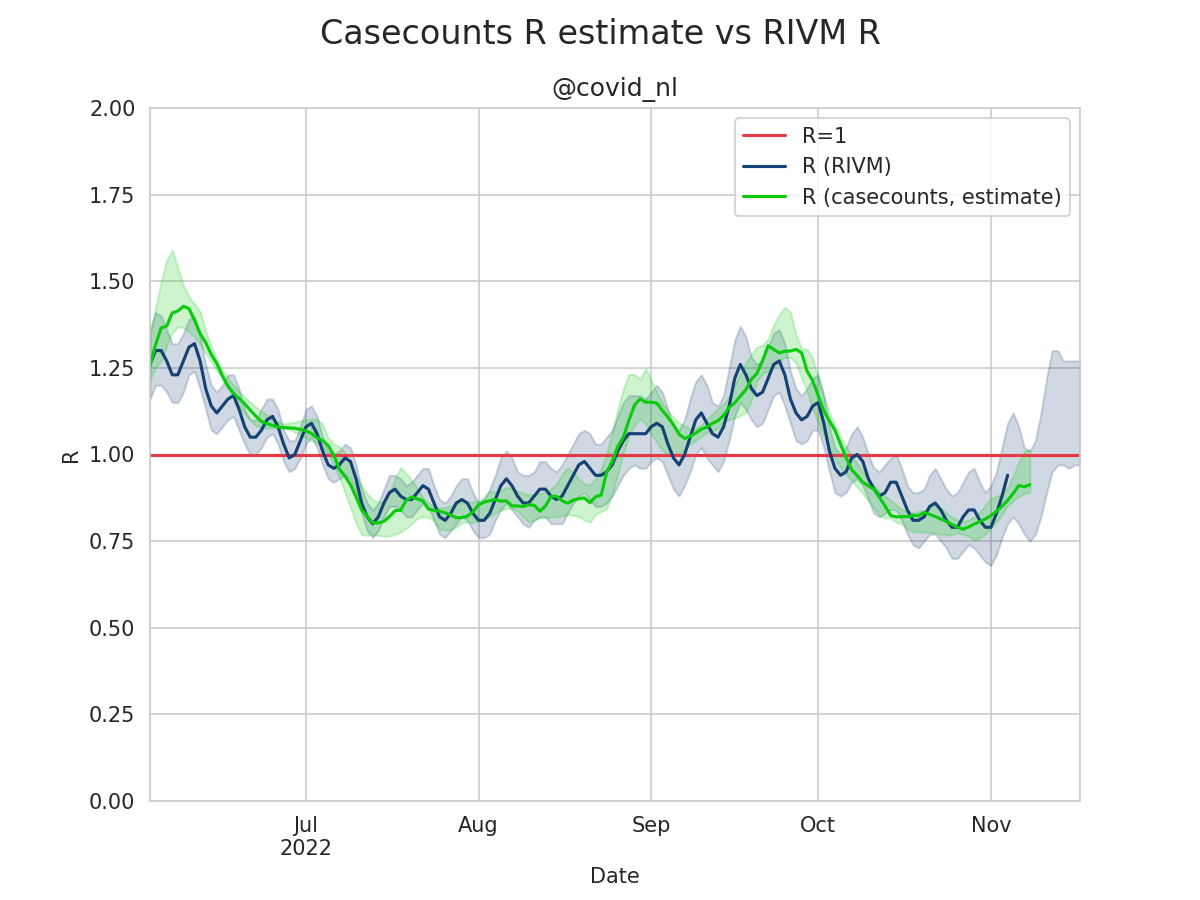 Casecounts R estimate vs RIVM R
@covid_nl
R=1
R (RIVM)
R (casecounts, estimate)
2.00
1.75
1.50
1.25
1.00
0.75
0.50
0.25
0.00
R
Jul
2022
Aug
Sep
Oct
Nov
Date